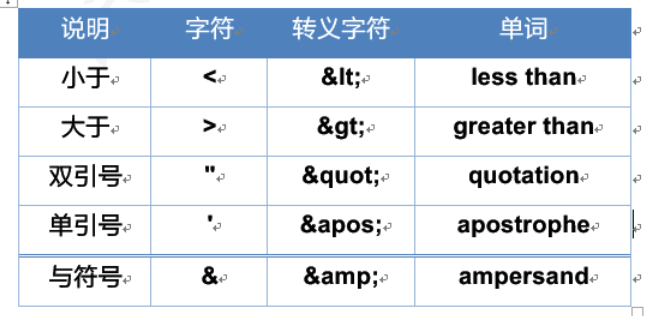 说明 字符 转义字符 单词
小于 < &lt; less than
大于 > &gt; greater than
双引号 " &quot; quotation
单引号 ' &apos; apostrophe
与符号 & &amp; ampersand